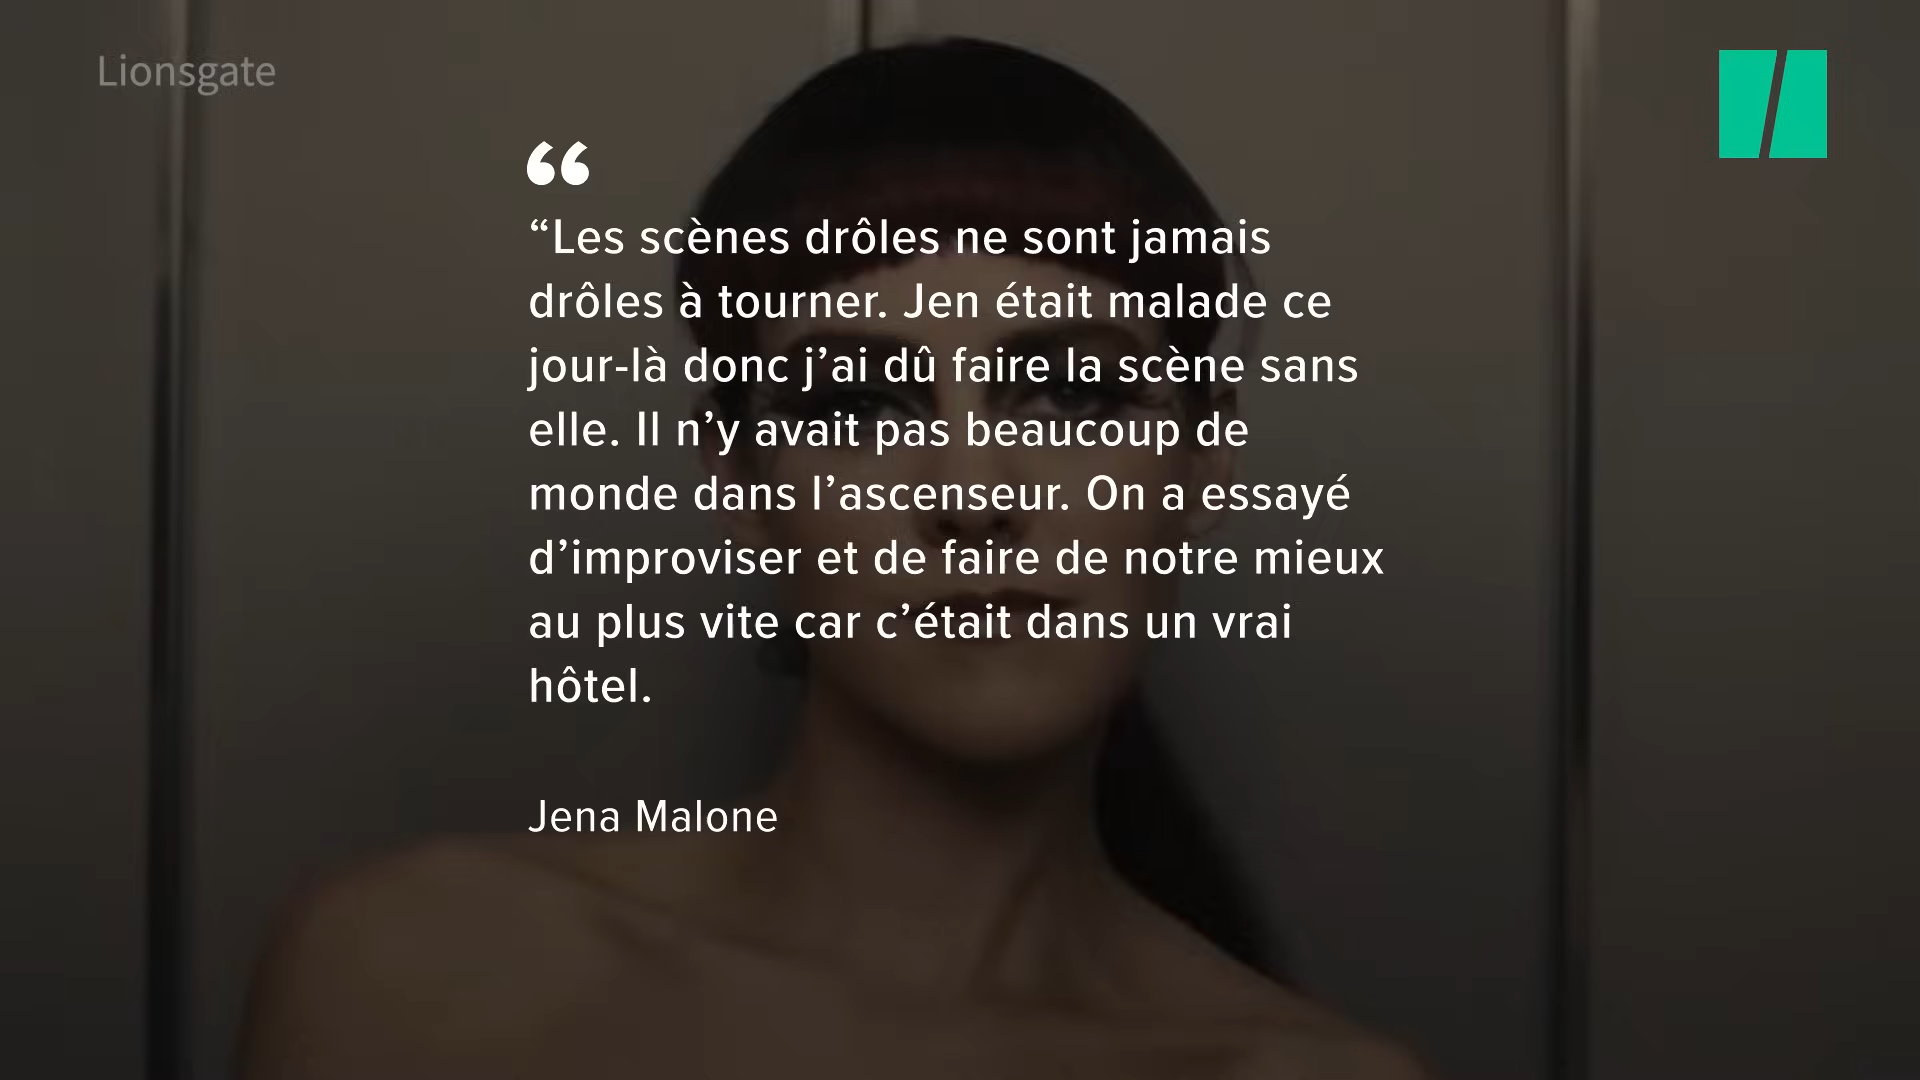 Lionsgate
“
“Les scènes drôles ne sont jamais
drôles à tourner. Jen était malade ce
jour-là donc j’ai dû faire la scène sans
elle. Il n’y avait pas beaucoup de
monde dans l’ascenseur. On a essayé
d’improviser et de faire de notre mieux
au plus vite car c’était dans un vrai
hôtel.
Jena Malone